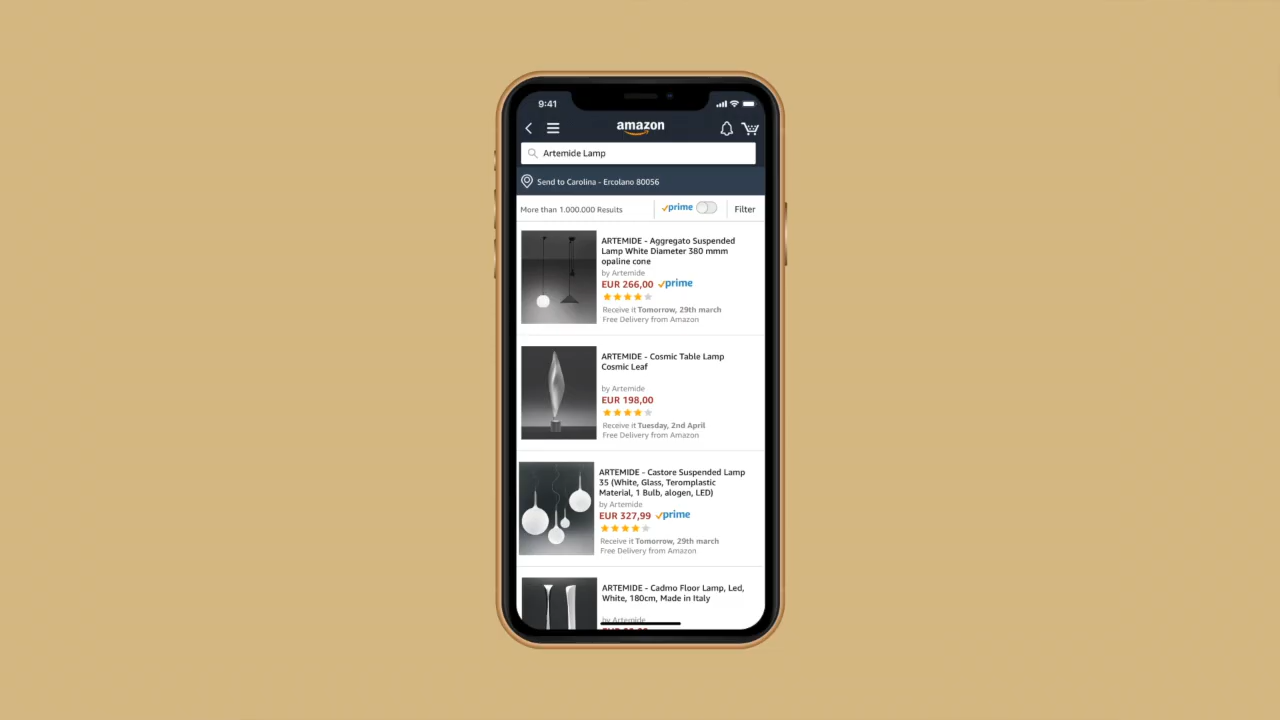 9:41
amazon
Artemide Lamp
Send to Carolina - Ercolano 80056
More than 1.000.000 Results
prime
Filter
ARTEMIDE - Aggregato Suspended
Lamp White Diameter 380 mmm
opaline cone
by Artemide
EUR 266,00 prime
Receive it Tomorrow, 29th march
Free Delivery from Amazon
ARTEMIDE - Cosmic Table Lamp
Cosmic Leaf
by Artemide
EUR 198,00
Receive it Tuesday, 2nd April
Free Delivery from Amazon
ARTEMIDE - Castore Suspended Lamp
35 (White, Glass, Teromplastic
Material, 1 Bulb, alogen, LED)
by Artemide
EUR 327,99 prime
Receive it Tomorrow, 29th march
Free Delivery from Amazon
ARTEMIDE - Cadmo Floor Lamp, Led,
White, 180cm, Made in Italy
by Artemide